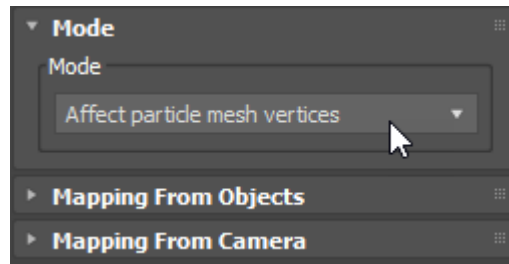 Mode
Mode
Affect particle mesh vertices
Mapping From Objects
Mapping From Camera